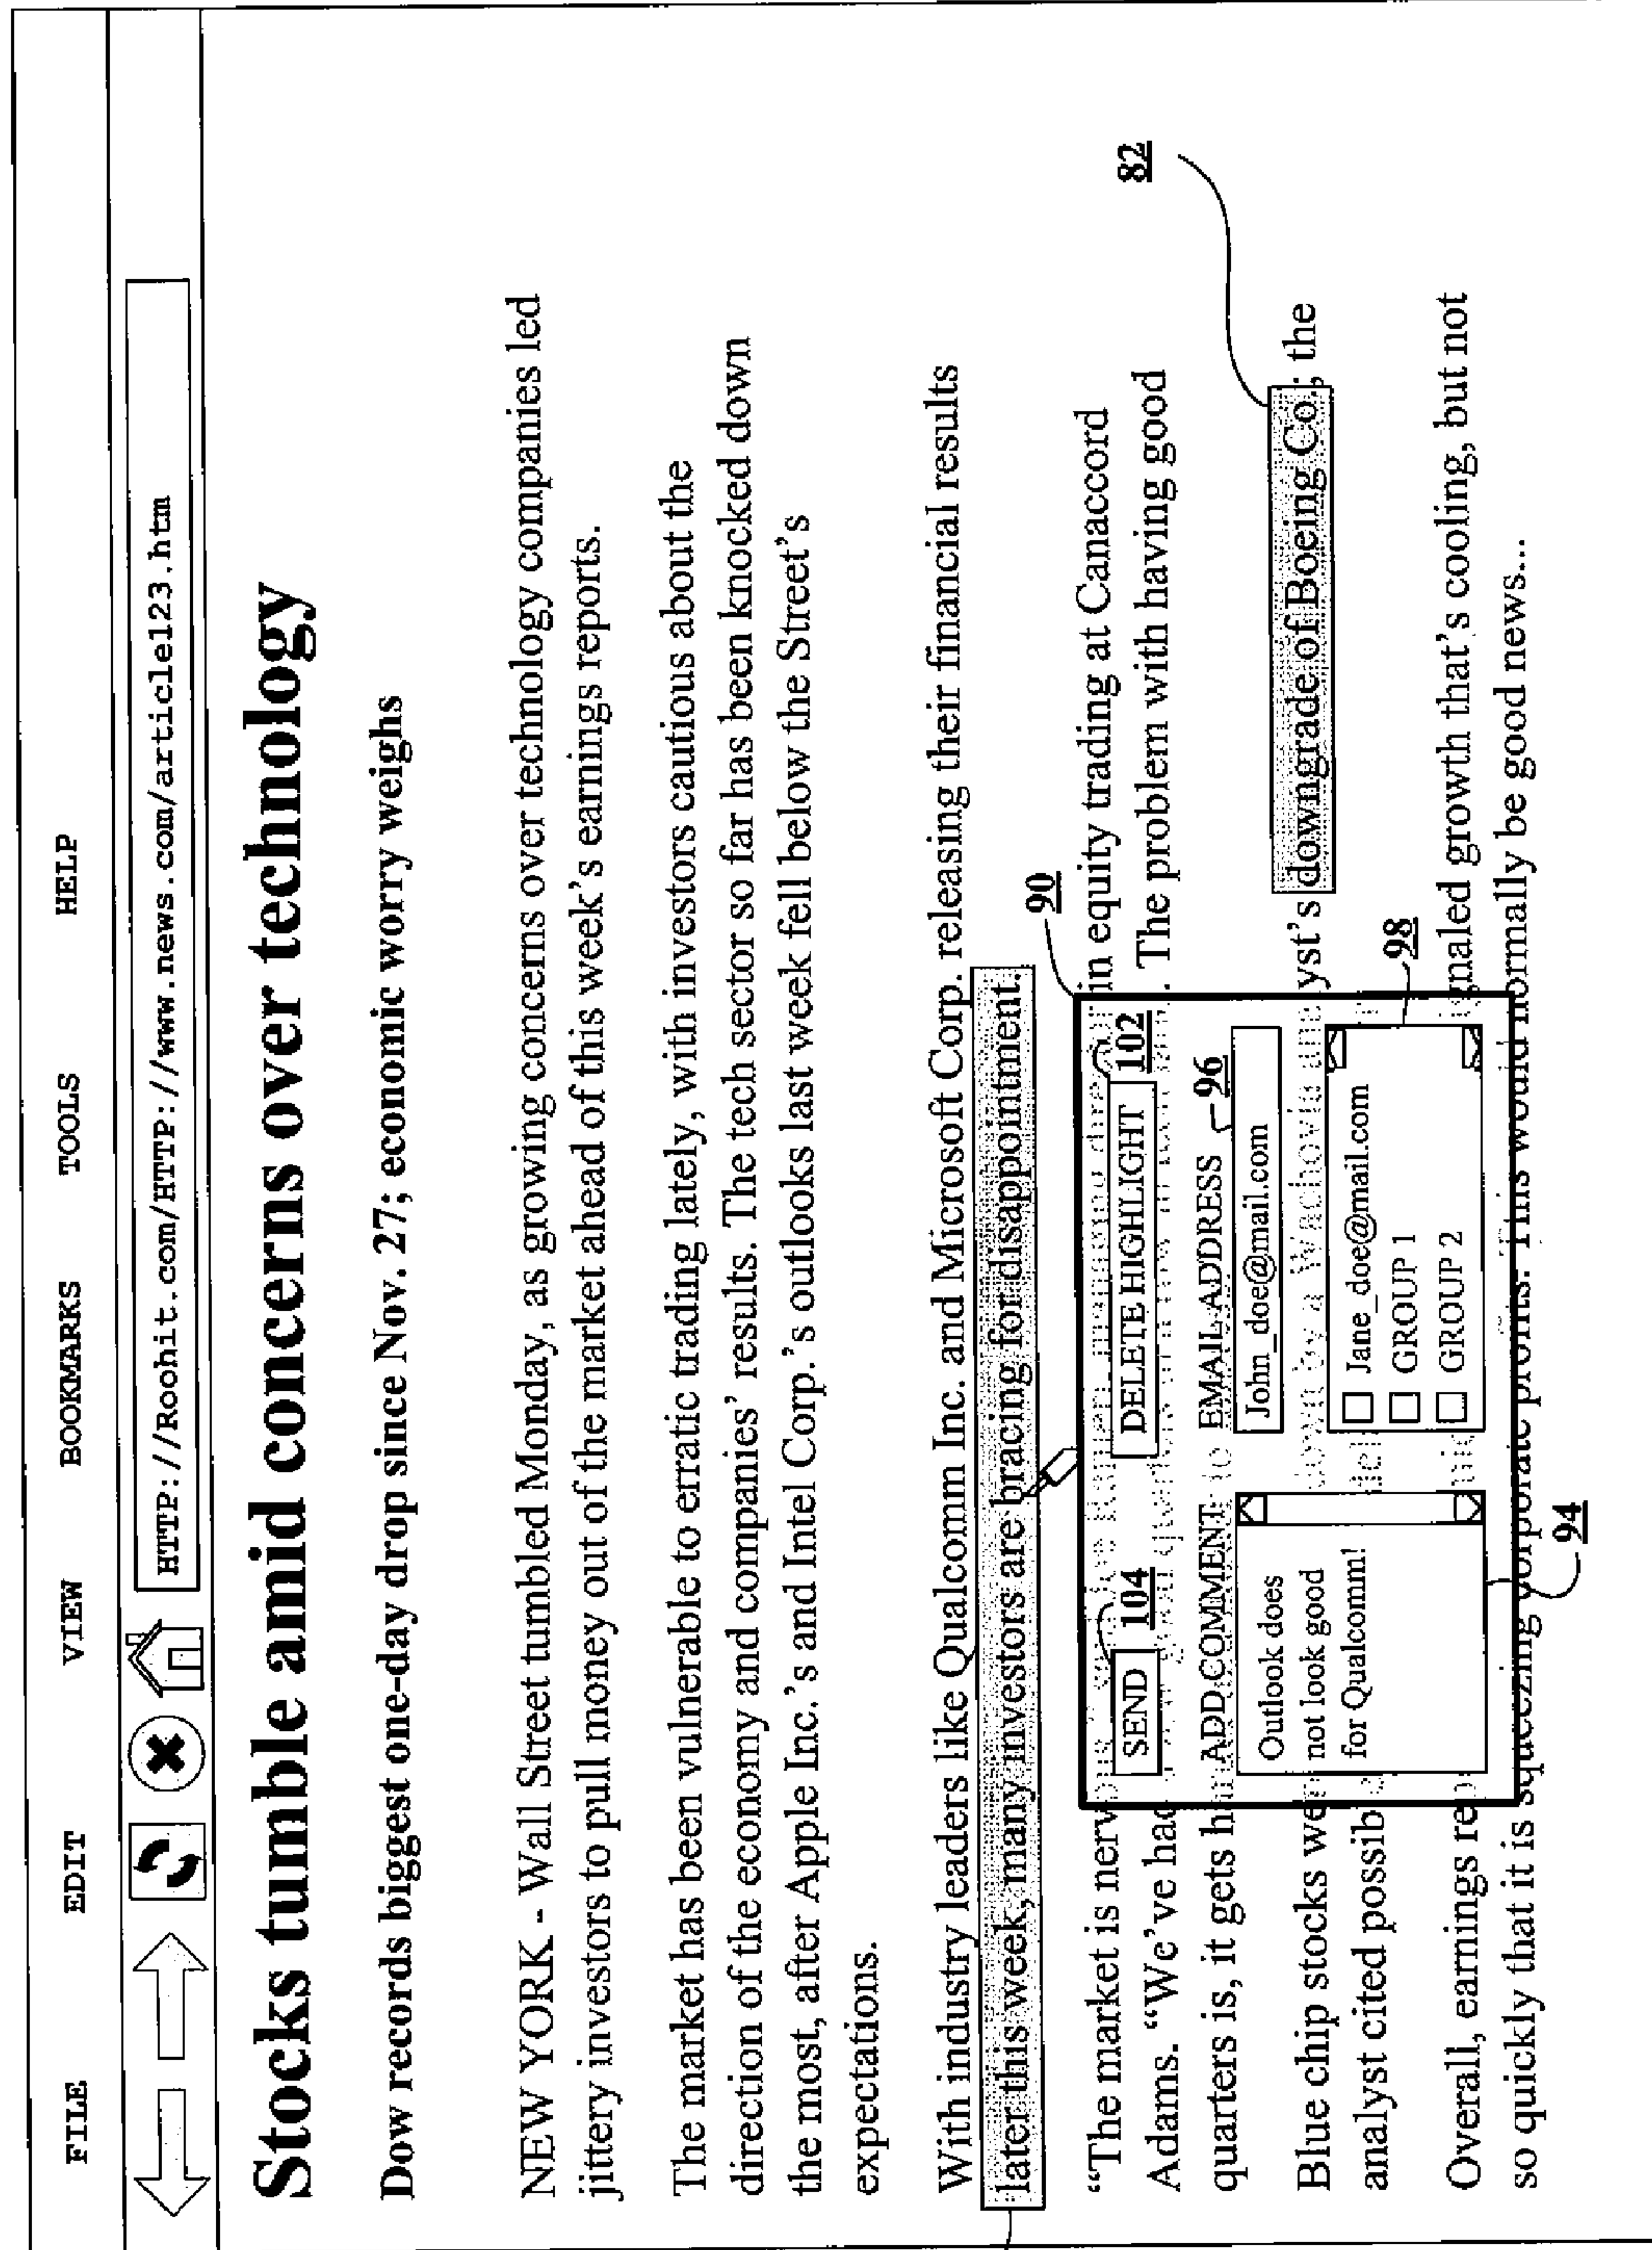 FILE EDIT VIEW BOOKMARKS TOOLS HELP
HTTP://Roohit.com/HTTP://www.news.com/article123.htm
Stocks tumble amid concerns over technology
Dow records biggest one-day drop since Nov. 27; economic worry weighs
NEW YORK - Wall Street tumbled Monday, as growing concerns over technology companies led
jittery investors to pull money out of the market ahead of this week's earnings reports.
The market has been vulnerable to erratic trading lately, with investors cautious about the
direction of the economy and companies' results. The tech sector so far has been knocked down
the most, after Apple Inc.'s and Intel Corp.'s outlooks last week fell below the Street's
expectations.
With industry leaders like Qualcomm Inc. and Microsoft Corp. releasing their financial results
later this week, many investors are bracing for disappointment.
90
"The market is nerv in equity trading at Canaccord
Adams. "We've had . The problem with having good
82
quarters is, it gets h
Blue chip stocks we yst's downgrade of Boeing Co.; the
analyst cited possib
Overall, earnings re gnaled growth that's cooling, but not
so quickly that it is squeezing corporate profits. This would normally be good news...
SEND 104 DELETE HIGHLIGHT 102
ADD COMMENT EMAIL ADDRESS 96
Outlook does
not look good
for Qualcomm!
John_doe@mail.com
Jane_doe@mail.com
GROUP 1
GROUP 2
98
94